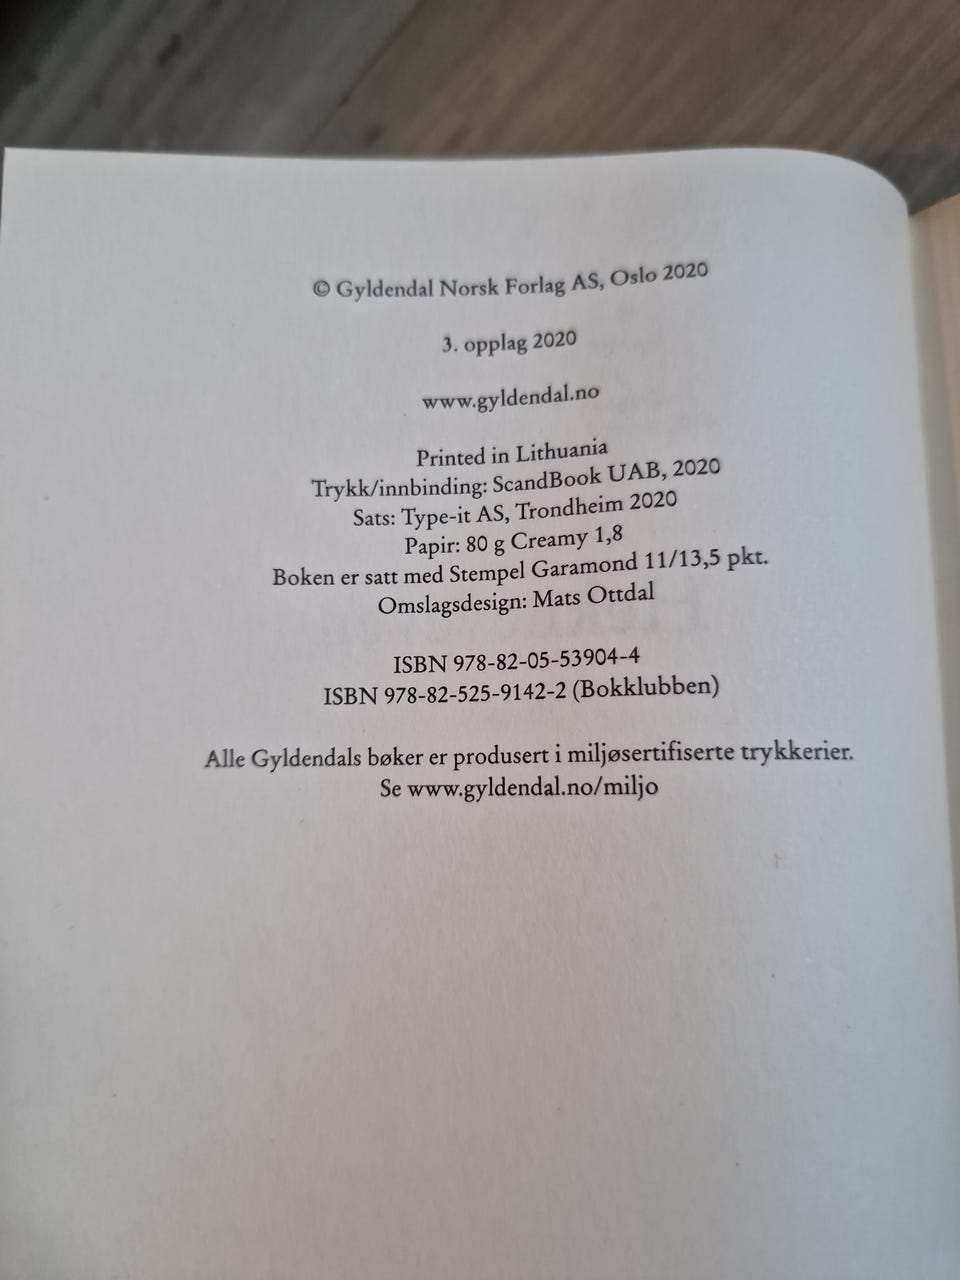 © Gyldendal Norsk Forlag AS, Oslo 2020
3. opplag 2020
www.gyldendal.no
Printed in Lithuania
Trykk/innbinding: ScandBook UAB, 2020
Sats: Type-it AS, Trondheim 2020
Papir: 80 g Creamy 1,8
Boken er satt med Stempel Garamond 11/13,5 pkt.
Omslagsdesign: Mats Ottdal
ISBN 978-82-05-53904-4
ISBN 978-82-525-9142-2 (Bokklubben)
Alle Gyldendals bøker er produsert i miljøsertifiserte trykkerier.
Se www.gyldendal.no/miljo